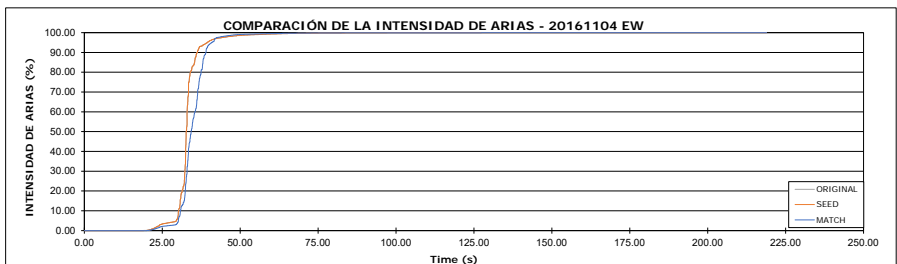 COMPARACIÓN DE LA INTENSIDAD DE ARIAS - 20161104 EW
INTENSIDAD DE ARIAS (%)
100.00
90.00
80.00
70.00
60.00
50.00
40.00
30.00
20.00
10.00
0.00
ORIGINAL
SEED
MATCH
0.00 25.00 50.00 75.00 100.00 125.00 150.00 175.00 200.00 225.00 250.00
Time (s)